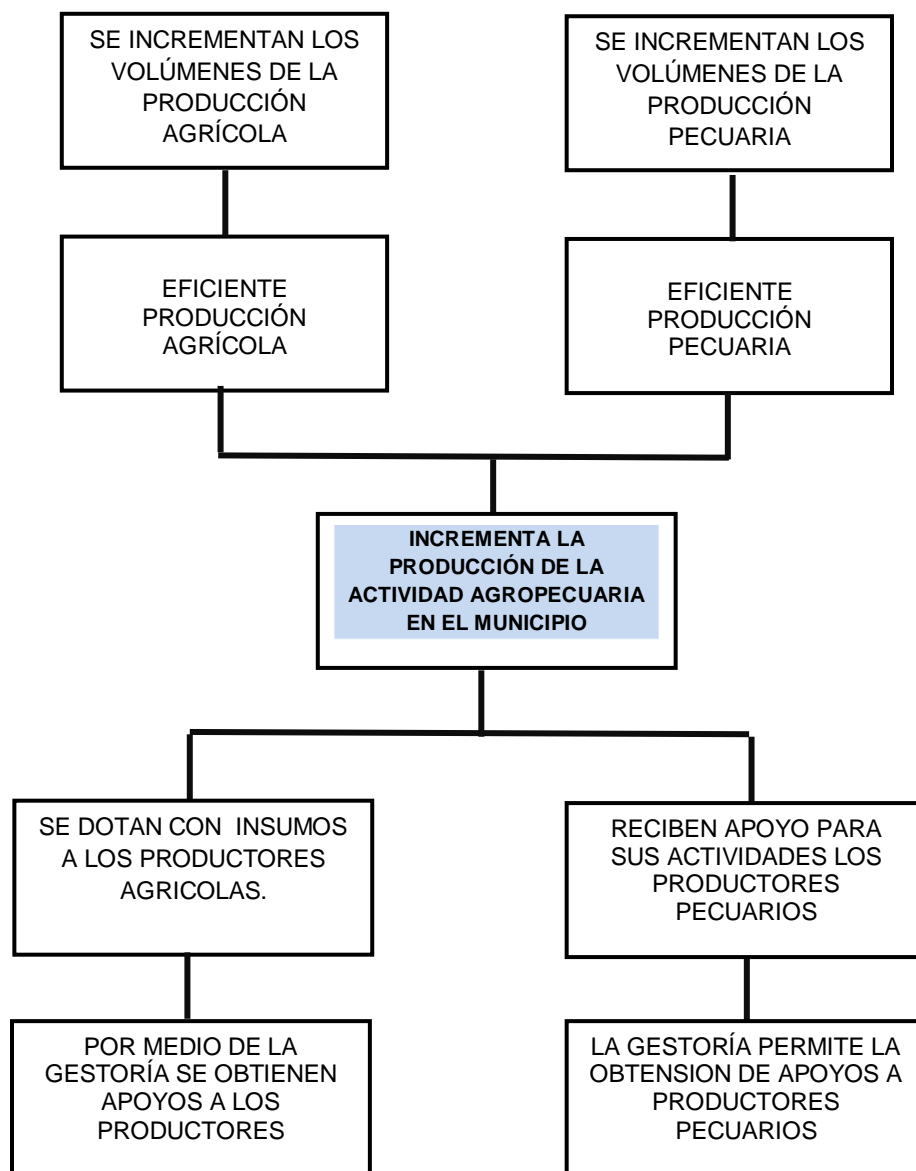 SE INCREMENTAN LOS
VOLÚMENES DE LA
PRODUCCIÓN
AGRÍCOLA
SE INCREMENTAN LOS
VOLÚMENES DE LA
PRODUCCIÓN
PECUARIA
EFICIENTE
PRODUCCIÓN
AGRÍCOLA
EFICIENTE
PRODUCCIÓN
PECUARIA
INCREMENTA LA
PRODUCCIÓN DE LA
ACTIVIDAD AGROPECUARIA
EN EL MUNICIPIO
SE DOTAN CON INSUMOS
A LOS PRODUCTORES
AGRICOLAS.
RECIBEN APOYO PARA
SUS ACTIVIDADES LOS
PRODUCTORES
PECUARIOS
POR MEDIO DE LA
GESTORÍA SE OBTIENEN
APOYOS A LOS
PRODUCTORES
LA GESTORÍA PERMITE LA
OBTENSION DE APOYOS A
PRODUCTORES
PECUARIOS